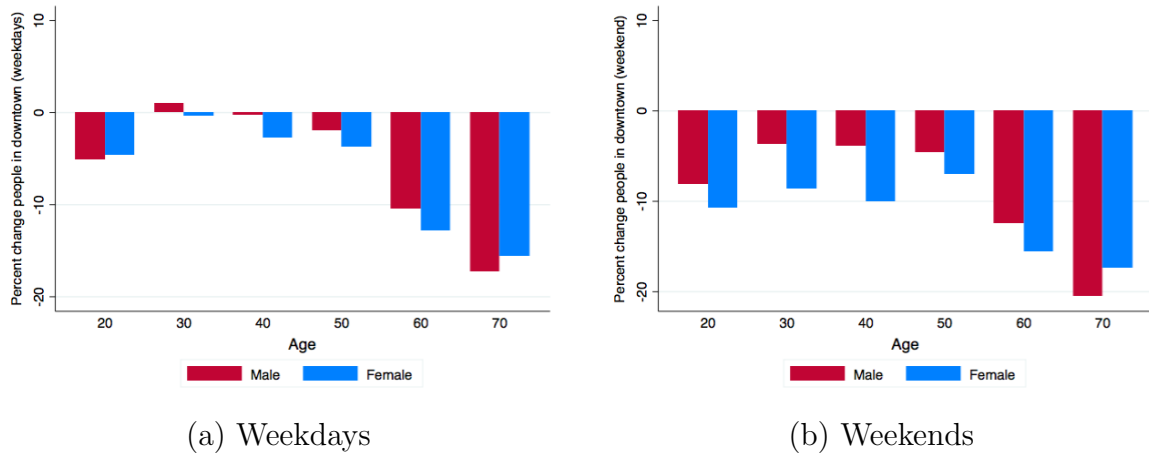 Percent change people in downtown (weekdays)
10
0
-10
-20
20 30 40 50 60 70
Age
Male Female
(a) Weekdays
Percent change people in downtown (weekend)
10
0
-10
-20
20 30 40 50 60 70
Age
Male Female
(b) Weekends